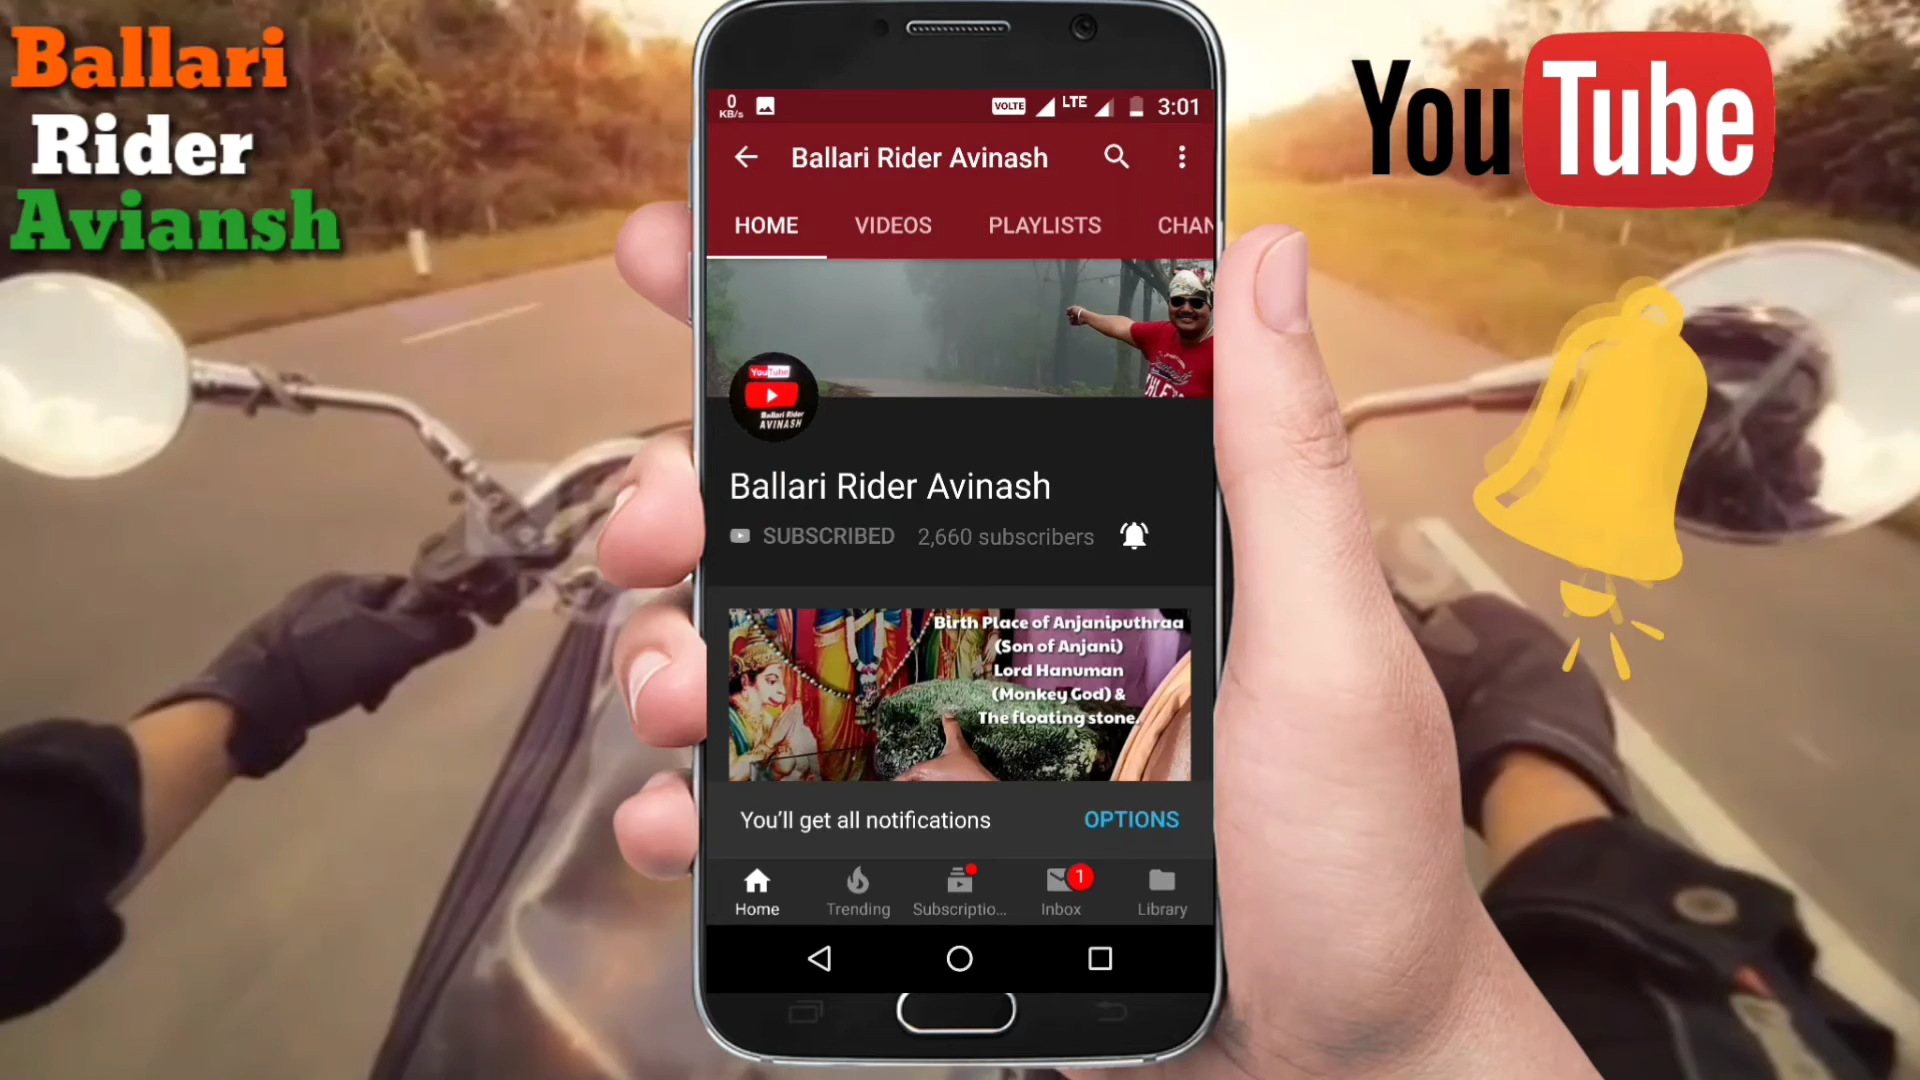 Ballari
Rider
Aviansh
YouTube
0
KB/s
VOLTE
LTE
3:01
Ballari Rider Avinash
HOME
VIDEOS
PLAYLISTS
CHAN
YouTube
Ballari Rider
AVINASH
Ballari Rider Avinash
SUBSCRIBED
2,660 subscribers
Birth Place of Anjaniputhraa
(Son of Anjani)
Lord Hanuman
(Monkey God) &
The floating stone.
You'll get all notifications
OPTIONS
1
Home
Trending
Subscriptio...
Inbox
Library